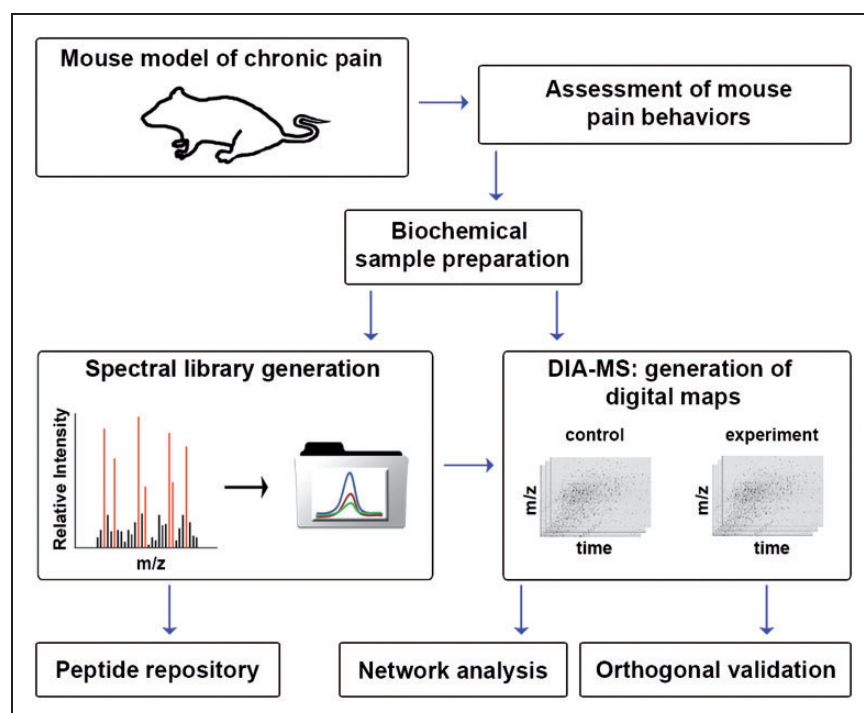 Mouse model of chronic pain
Assessment of mouse
pain behaviors
Biochemical
sample preparation
Spectral library generation
Relative Intensity
m/z
DIA-MS: generation of
digital maps
control
experiment
m/z
time
m/z
time
Peptide repository
Network analysis
Orthogonal validation